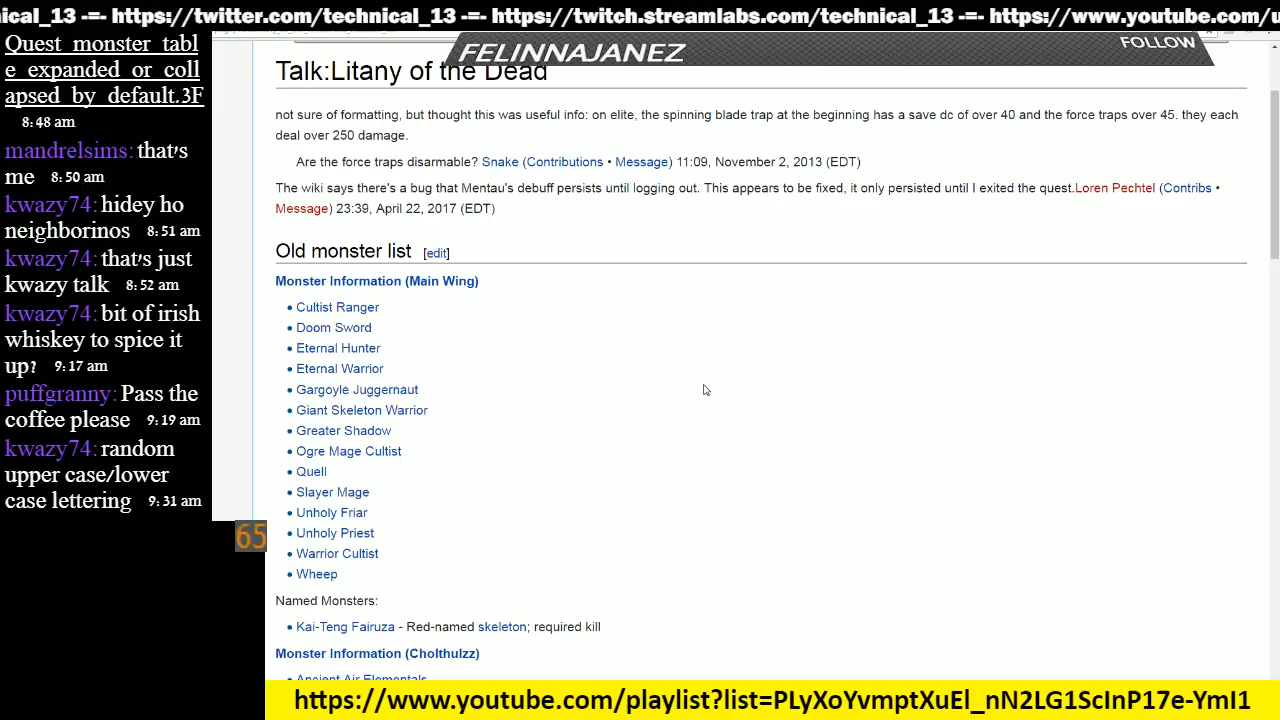 nical_13 -=- https://twitter.com/technical_13 -=- https://twitch.streamlabs.com/technical_13 -=- https://www.youtube.com/u
FELINNAJANEZ
FOLLOW
Quest_monster_tabl
e_expanded_or_coll
apsed_by_default.3F
8:48 am
mandrelsims: that's
me 8:50 am
kwazy74: hidey ho
neighborinos 8:51 am
kwazy74: that's just
kwazy talk 8:52 am
kwazy74: bit of irish
whiskey to spice it
up? 9:17 am
puffgranny: Pass the
coffee please 9:19 am
kwazy74: random
upper case/lower
case lettering 9:31 am
65
Talk:Litany of the Dead
not sure of formatting, but thought this was useful info: on elite, the spinning blade trap at the beginning has a save dc of over 40 and the force traps over 45. they each
deal over 250 damage.
Are the force traps disarmable? Snake (Contributions • Message) 11:09, November 2, 2013 (EDT)
The wiki says there's a bug that Mentau's debuff persists until logging out. This appears to be fixed, it only persisted until I exited the quest.Loren Pechtel (Contribs •
Message) 23:39, April 22, 2017 (EDT)
Old monster list [edit]
Monster Information (Main Wing)
• Cultist Ranger
• Doom Sword
• Eternal Hunter
• Eternal Warrior
• Gargoyle Juggernaut
• Giant Skeleton Warrior
• Greater Shadow
• Ogre Mage Cultist
• Quell
• Slayer Mage
• Unholy Friar
• Unholy Priest
• Warrior Cultist
• Wheep
Named Monsters:
• Kai-Teng Fairuza - Red-named skeleton; required kill
Monster Information (Cholthulzz)
• Ancient Air Elementals
https://www.youtube.com/playlist?list=PLyXoYvmptXuEl_nN2LG1ScInP17e-YmI1